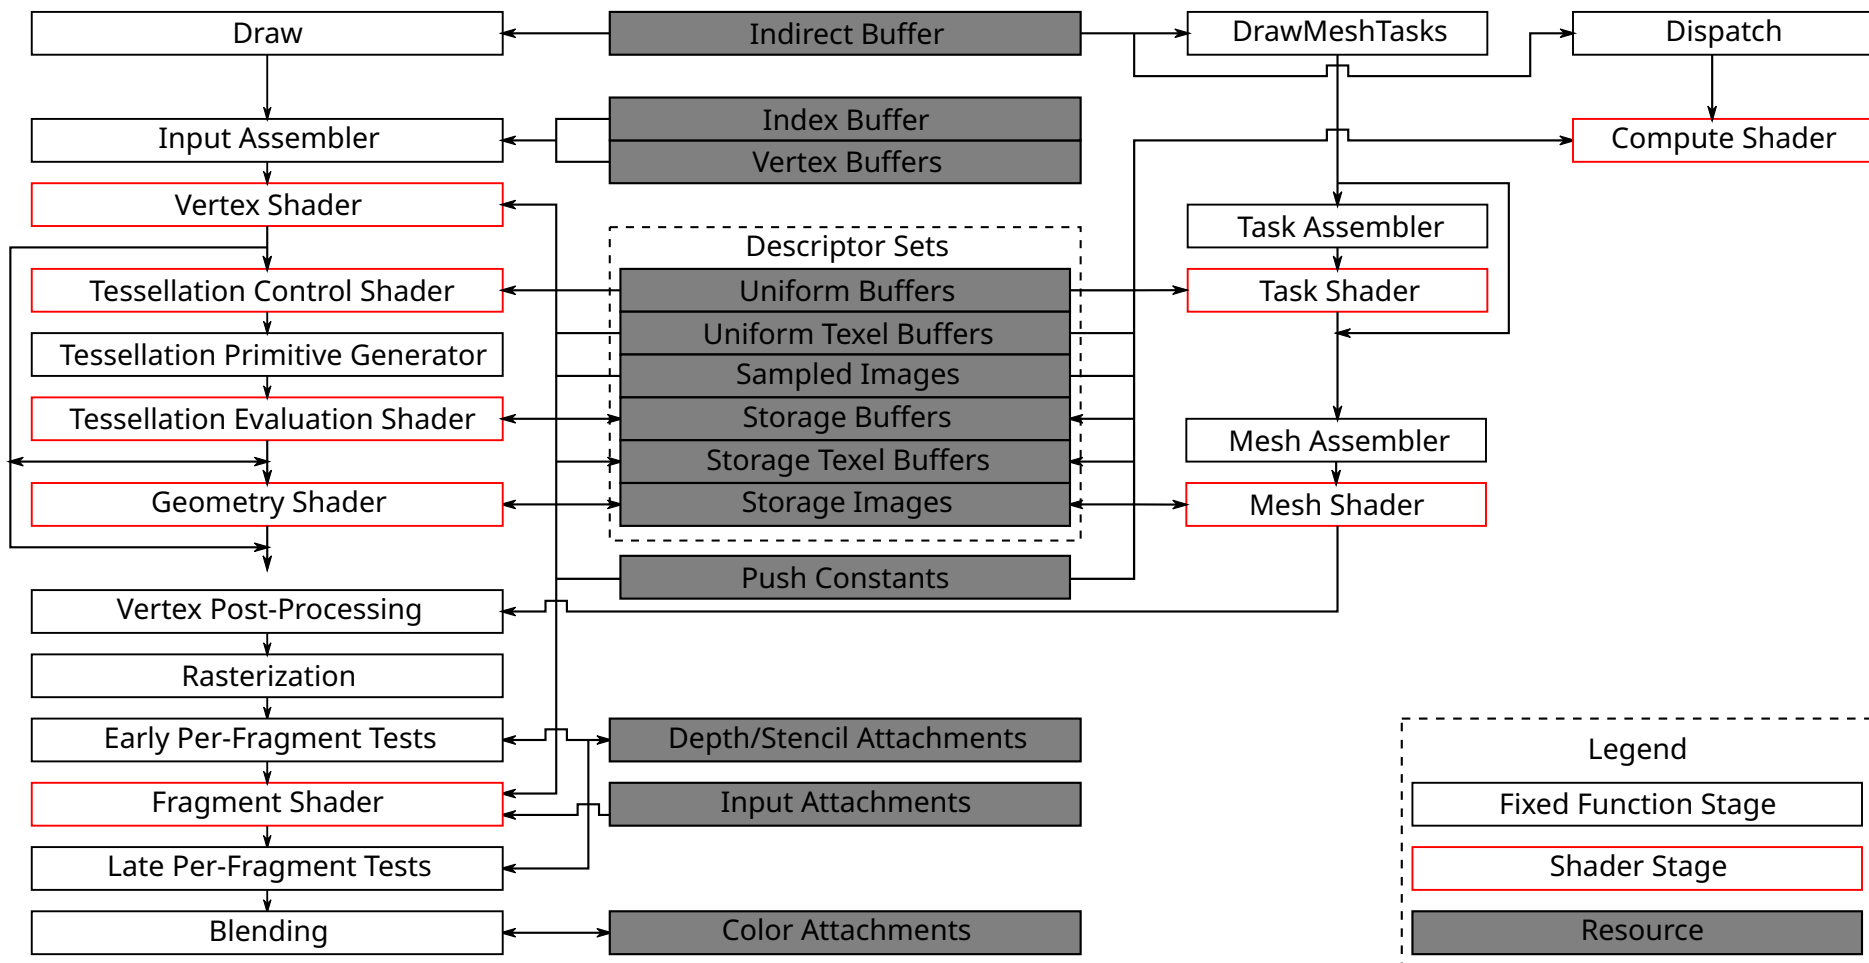 Draw
Indirect Buffer
DrawMeshTasks
Dispatch
Input Assembler
Index Buffer
Vertex Buffers
Compute Shader
Vertex Shader
Descriptor Sets
Task Assembler
Tessellation Control Shader
Uniform Buffers
Task Shader
Tessellation Primitive Generator
Uniform Texel Buffers
Sampled Images
Tessellation Evaluation Shader
Storage Buffers
Mesh Assembler
Storage Texel Buffers
Geometry Shader
Storage Images
Mesh Shader
Push Constants
Vertex Post-Processing
Rasterization
Early Per-Fragment Tests
Depth/Stencil Attachments
Fragment Shader
Input Attachments
Late Per-Fragment Tests
Blending
Color Attachments
Legend
Fixed Function Stage
Shader Stage
Resource